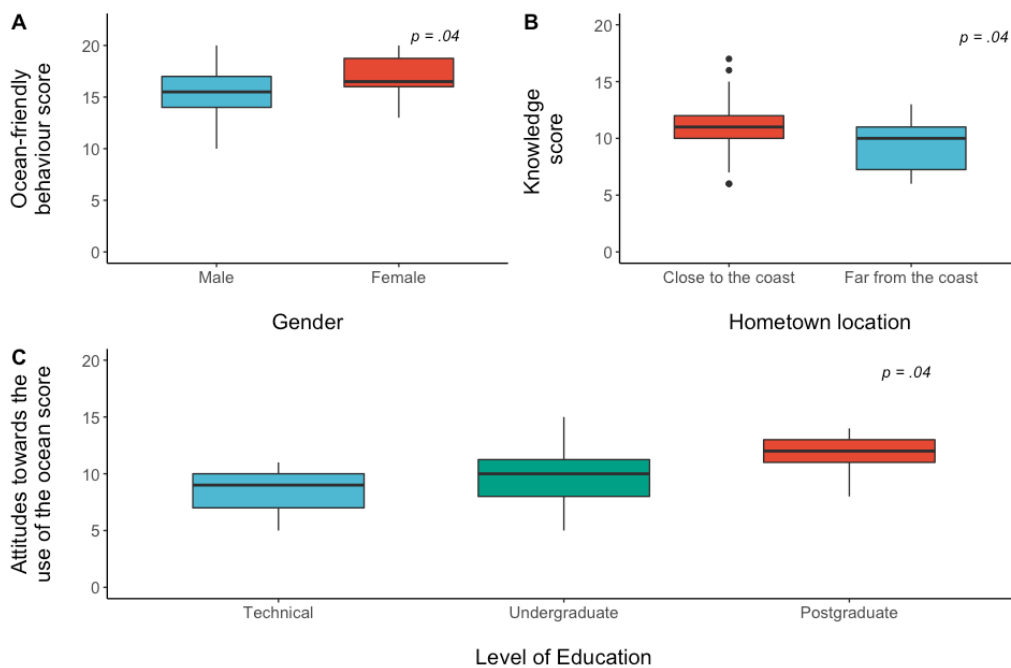 A
p = .04
Ocean-friendly
behaviour score
20
15
10
5
0
Male
Female
Gender
B
p = .04
Knowledge
score
20
15
10
5
0
Close to the coast
Far from the coast
Hometown location
C
p = .04
Attitudes towards the
use of the ocean score
20
15
10
5
0
Technical
Undergraduate
Postgraduate
Level of Education